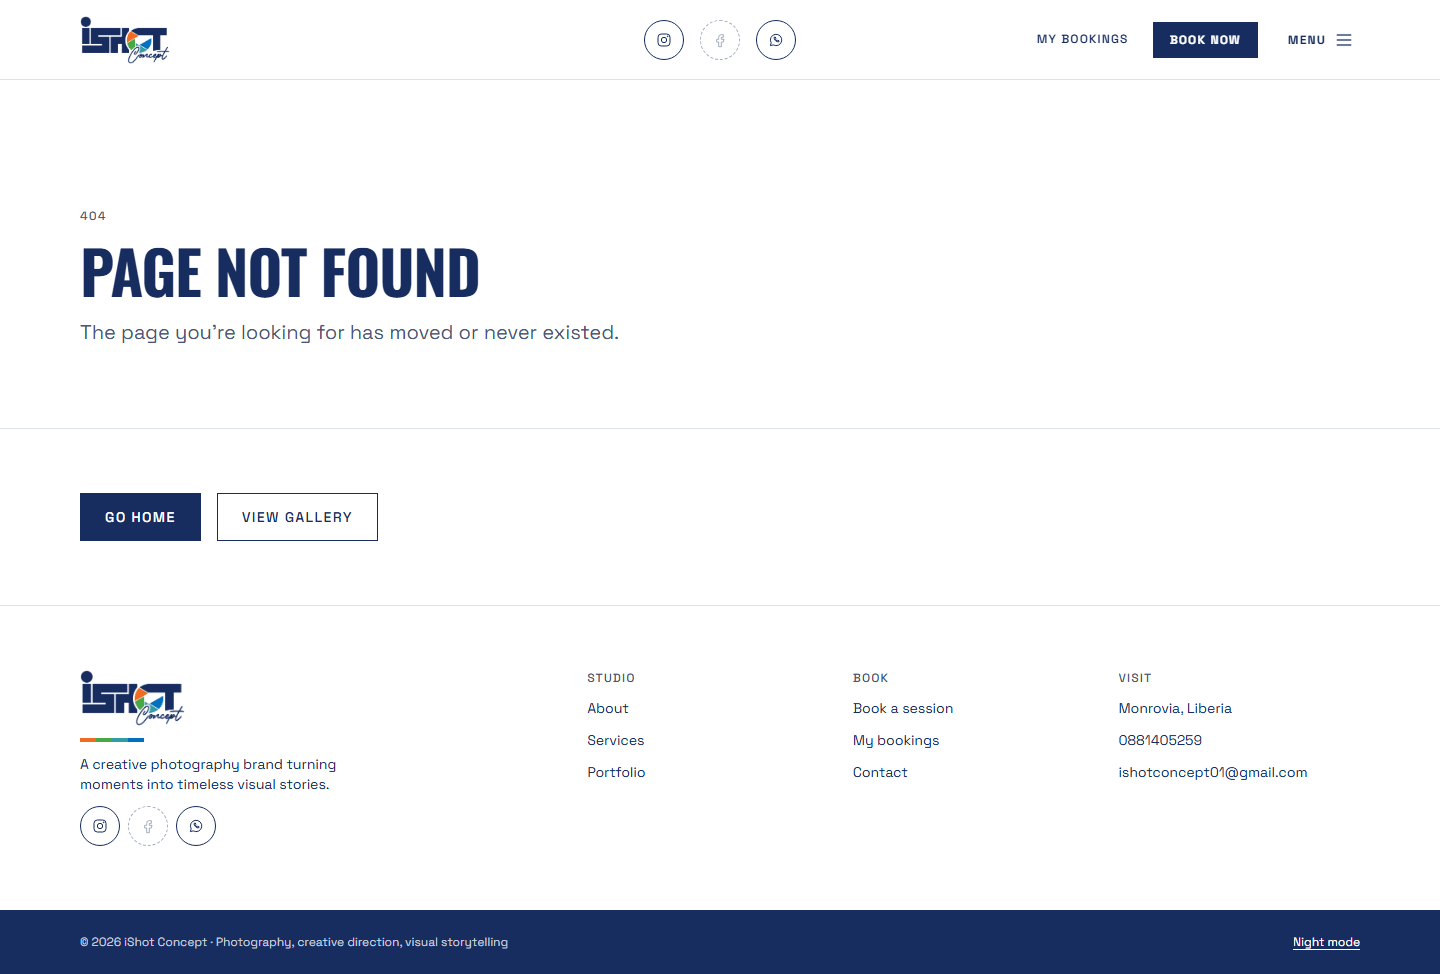 iSHOT
Concept
MY BOOKINGS
BOOK NOW
MENU
404
PAGE NOT FOUND
The page you're looking for has moved or never existed.
GO HOME
VIEW GALLERY
iSHOT
Concept
A creative photography brand turning
moments into timeless visual stories.
STUDIO
About
Services
Portfolio
BOOK
Book a session
My bookings
Contact
VISIT
Monrovia, Liberia
0881405259
ishotconcept01@gmail.com
© 2026 iShot Concept · Photography, creative direction, visual storytelling
Night mode